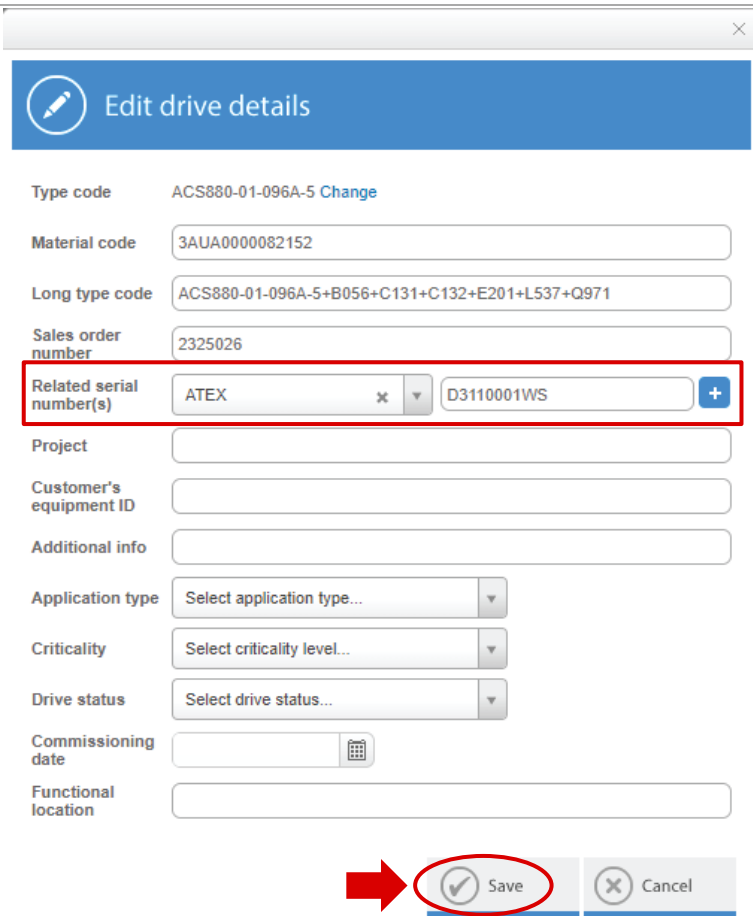 Edit drive details
Type code ACS880-01-096A-5 Change
Material code 3AUA0000082152
Long type code ACS880-01-096A-5+B056+C131+C132+E201+L537+Q971
Sales order
number 2325026
Related serial
number(s) ATEX D3110001WS
Project
Customer's
equipment ID
Additional info
Application type Select application type...
Criticality Select criticality level...
Drive status Select drive status...
Commissioning
date
Functional
location
Save Cancel